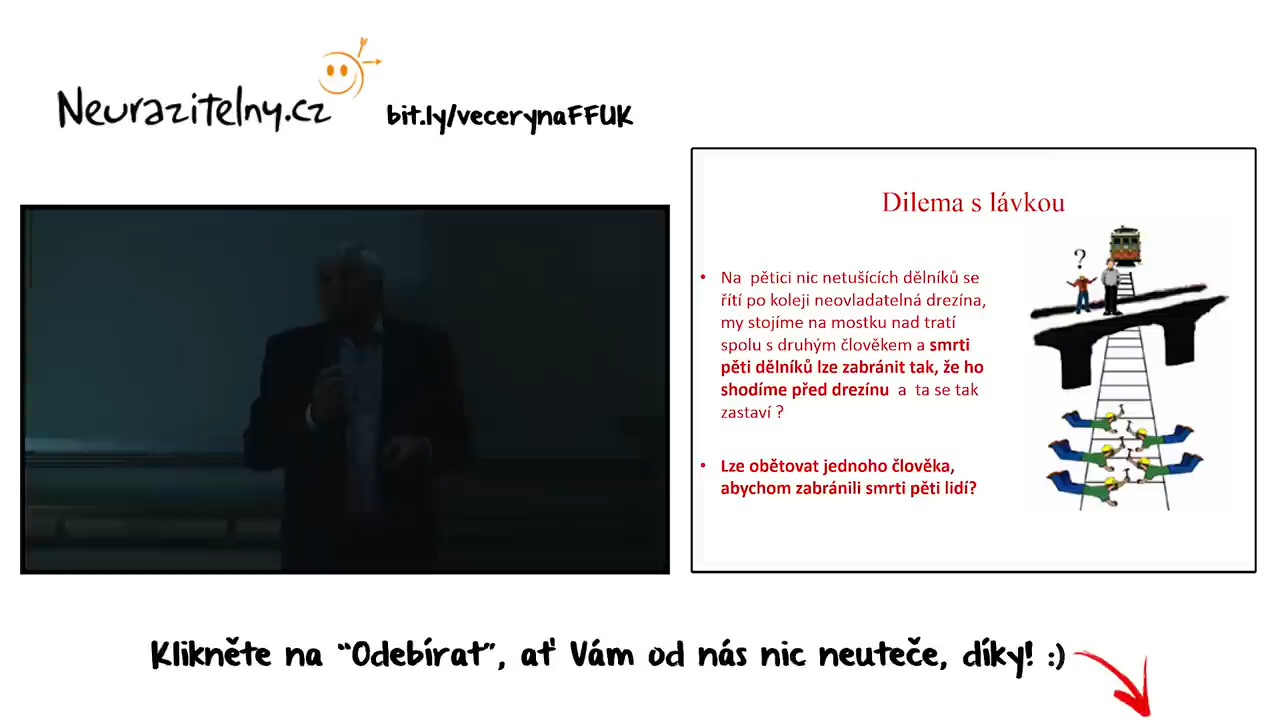 Neurazitelny.cz
bit.ly/vecerynaFFUK
Dilema s lávkou
?
• Na pětici nic netušících dělníků se
řítí po koleji neovladatelná drezína,
my stojíme na mostku nad tratí
spolu s druhým člověkem a smrti
pěti dělníků lze zabránit tak, že ho
shodíme před drezínu a ta se tak
zastaví ?
• Lze obětovat jednoho člověka,
abychom zabránili smrti pěti lidí?
Klikněte na “Odebírat”, ať Vám od nás nic neuteče, díky! :)